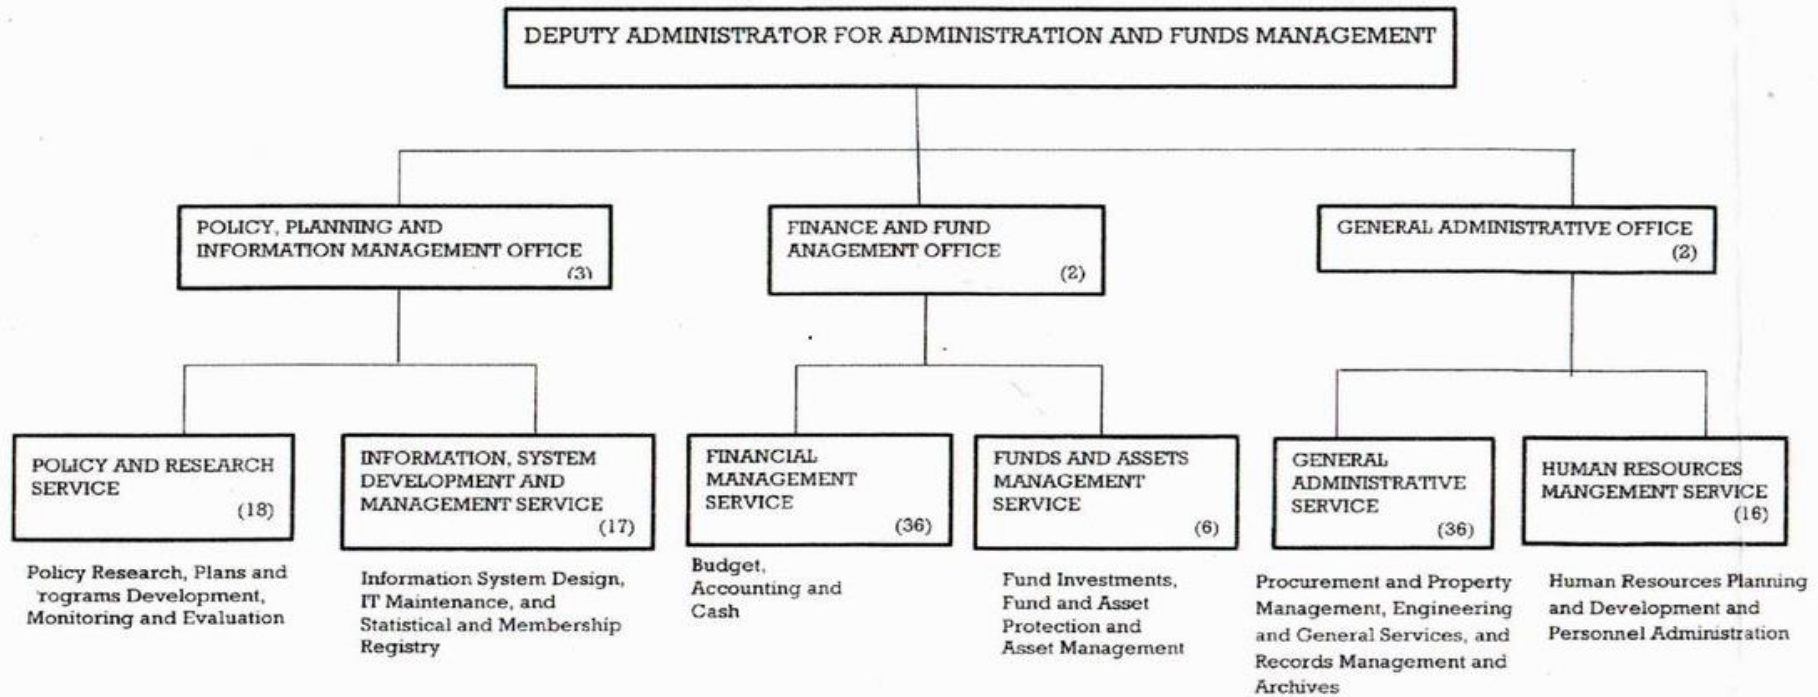 DEPUTY ADMINISTRATOR FOR ADMINISTRATION AND FUNDS MANAGEMENT
POLICY, PLANNING AND
INFORMATION MANAGEMENT OFFICE
(3)
FINANCE AND FUND
ANAGEMENT OFFICE
(2)
GENERAL ADMINISTRATIVE OFFICE
(2)
POLICY AND RESEARCH
SERVICE
(18)
Policy Research, Plans and
rograms Development,
Monitoring and Evaluation
INFORMATION, SYSTEM
DEVELOPMENT AND
MANAGEMENT SERVICE
(17)
Information System Design,
IT Maintenance, and
Statistical and Membership
Registry
FINANCIAL
MANAGEMENT
SERVICE
(36)
Budget,
Accounting and
Cash
FUNDS AND ASSETS
MANAGEMENT
SERVICE
(6)
Fund Investments,
Fund and Asset
Protection and
Asset Management
GENERAL
ADMINISTRATIVE
SERVICE
(36)
Procurement and Property
Management, Engineering
and General Services, and
Records Management and
Archives
HUMAN RESOURCES
MANGEMENT SERVICE
(16)
Human Resources Planning
and Development and
Personnel Administration